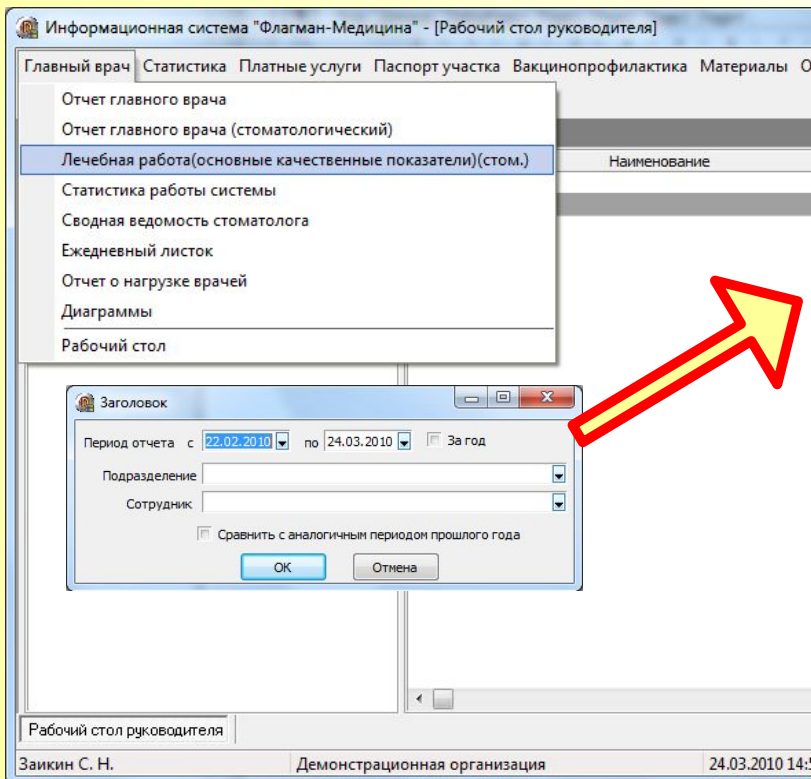 Информационная система "Флагман-Медицина" - [Рабочий стол руководителя]
Главный врач Статистика Платные услуги Паспорт участка Вакцинопрофилактика Материалы О
Отчет главного врача
Отчет главного врача (стоматологический)
Лечебная работа(основные качественные показатели)(стом.)
Наименование
Статистика работы системы
Сводная ведомость стоматолога
Ежедневный листок
Отчет о нагрузке врачей
Диаграммы
Рабочий стол
Заголовок
Период отчета с 22.02.2010 по 24.03.2010 За год
Подразделение
Сотрудник
Сравнить с аналогичным периодом прошлого года
ОК Отмена
Рабочий стол руководителя
Заикин С. Н. Демонстрационная организация 24.03.2010 14: